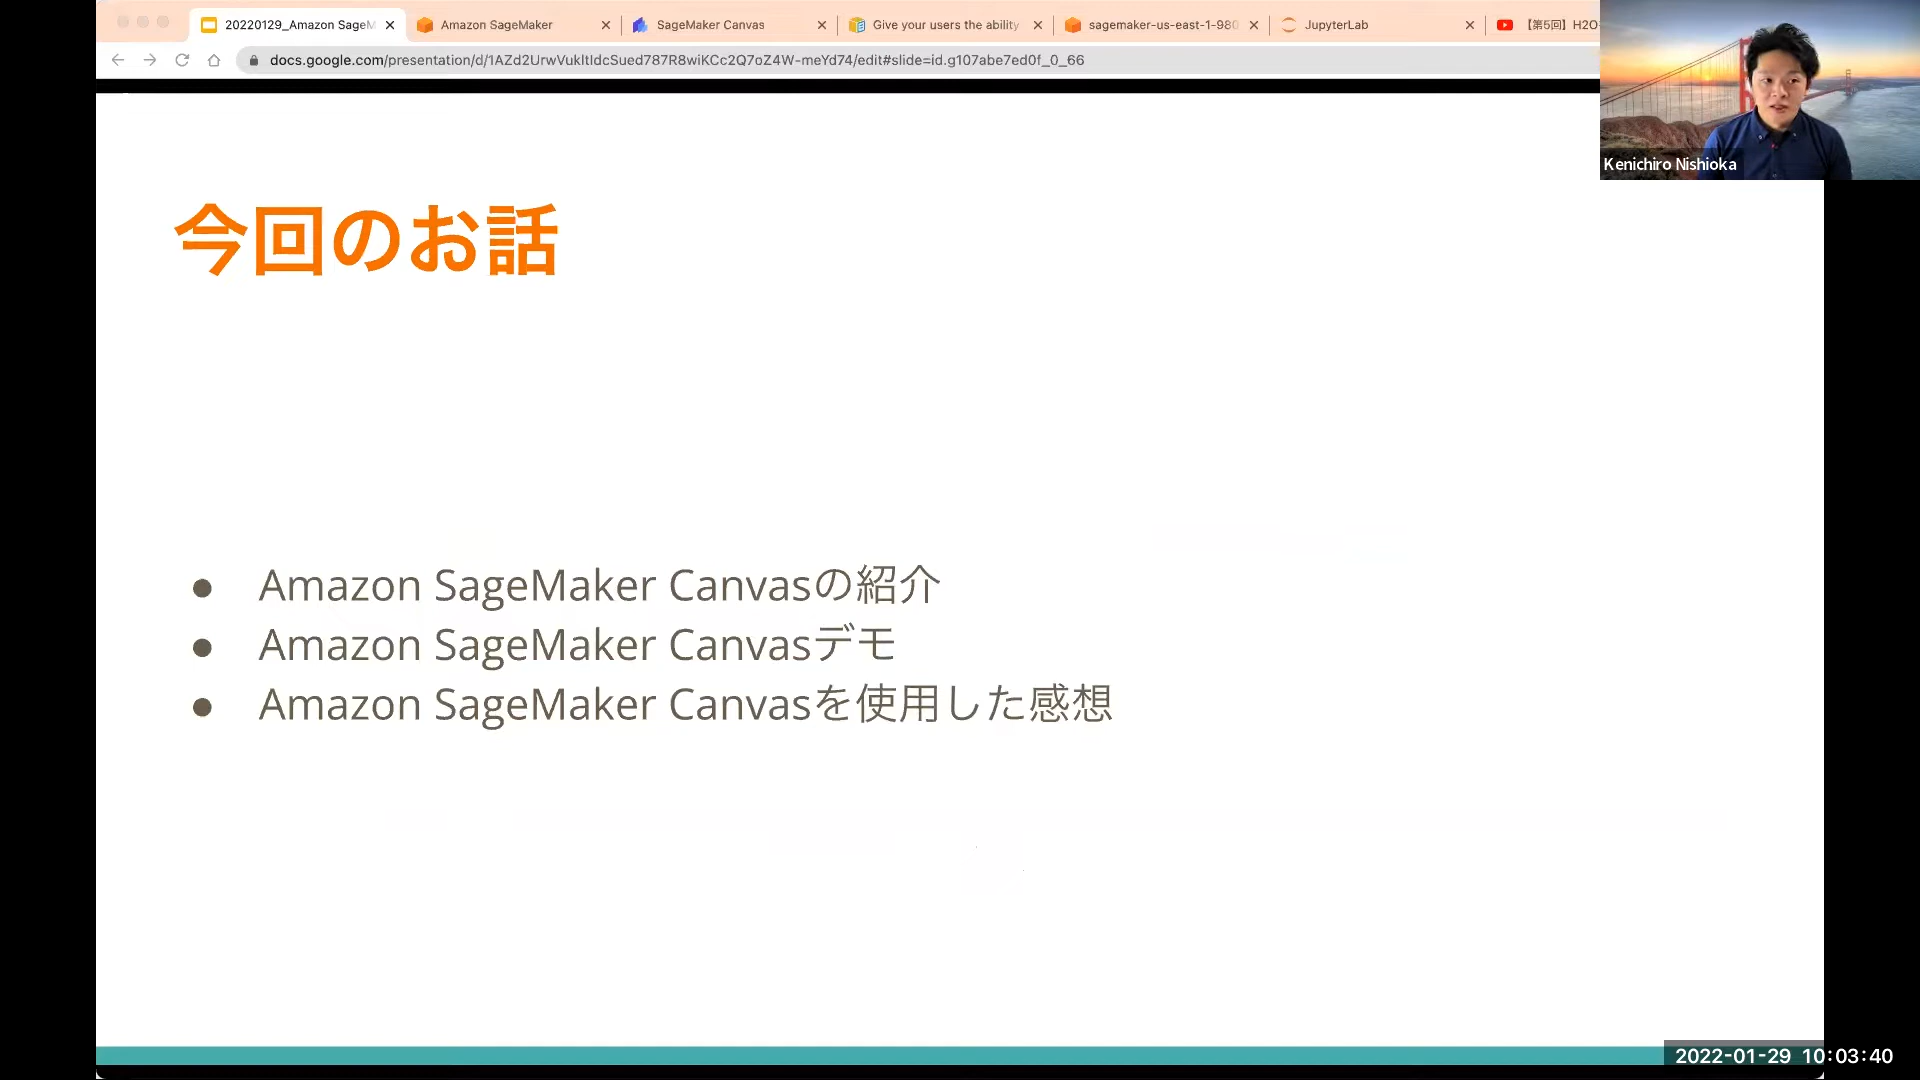 20220129_Amazon SageM
Amazon SageMaker
SageMaker Canvas
Give your users the ability
sagemaker-us-east-1-980
JupyterLab
【第5回】H2O
docs.google.com/presentation/d/1AZd2UrwVukltIdcSued787R8wiKCc2Q7oZ4W-meYd74/edit#slide=id.g107abe7ed0f_0_66
Kenichiro Nishioka
今回のお話
● Amazon SageMaker Canvasの紹介
● Amazon SageMaker Canvasデモ
● Amazon SageMaker Canvasを使用した感想
2022-01-29 10:03:40